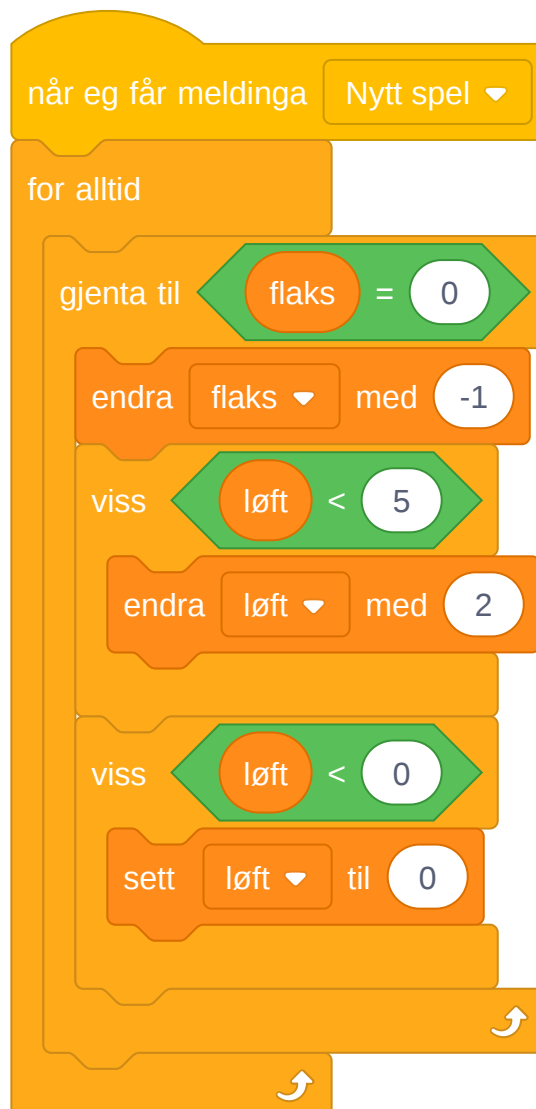 når eg får meldinga Nytt spel
for alltid
gjenta til flaks = 0
endra flaks med -1
viss løft < 5
endra løft med 2
viss løft < 0
sett løft til 0